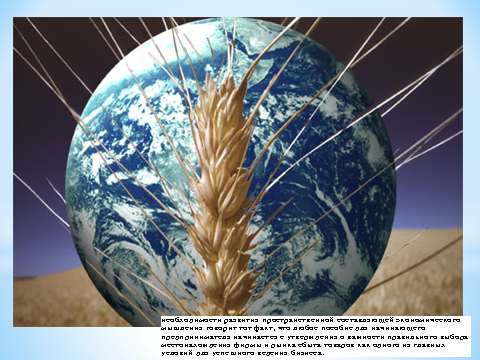 необходимости развития пространственной составляющей экономического
мышления говорит тот факт, что любое пособие для начинающего
предпринимателя начинается с утверждения о важности правильного выбора
местонахождения фирмы и рынка сбыта товаров как одного из главных
условий для успешного ведения бизнеса.